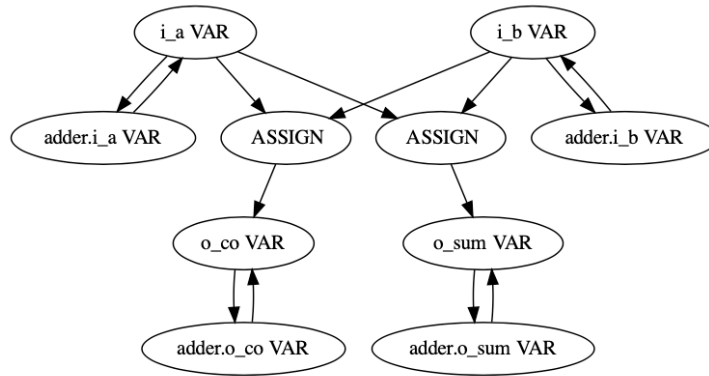 i_a VAR
i_b VAR
adder.i_a VAR
ASSIGN
ASSIGN
adder.i_b VAR
o_co VAR
o_sum VAR
adder.o_co VAR
adder.o_sum VAR